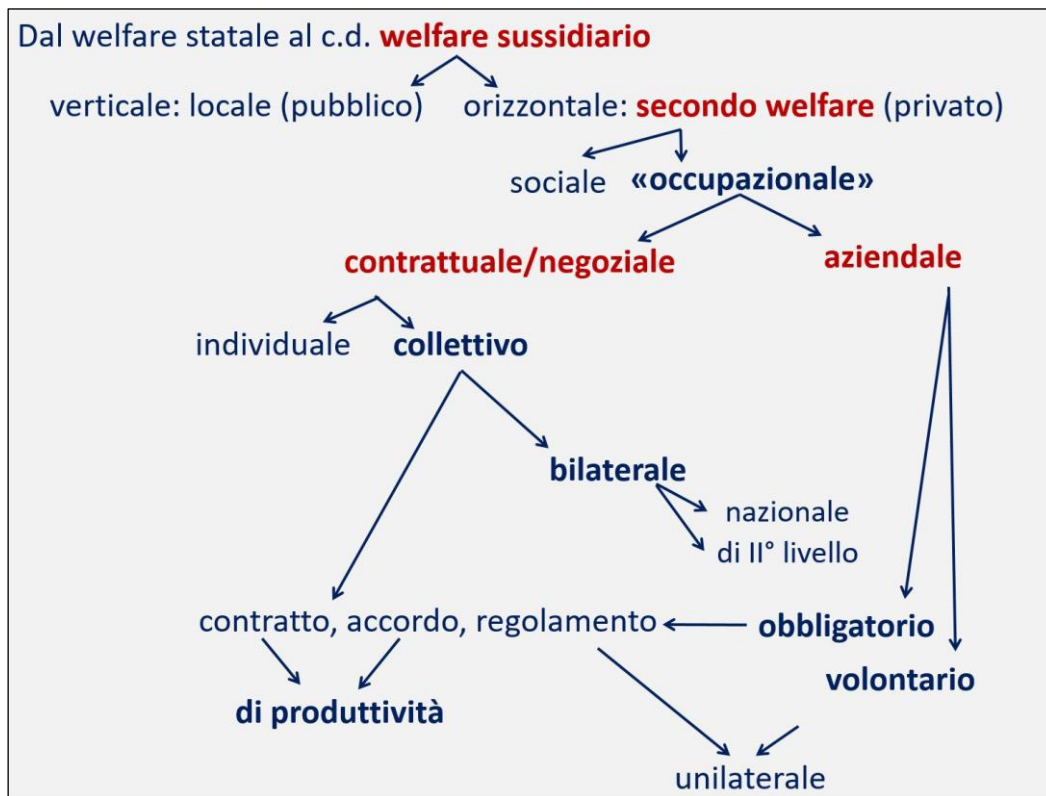 Dal welfare statale al c.d. welfare sussidiario
verticale: locale (pubblico) orizzontale: secondo welfare (privato)
sociale «occupazionale»
contrattuale/negoziale aziendale
individuale collettivo
bilaterale
nazionale
di II° livello
contratto, accordo, regolamento obbligatorio
volontario
di produttività
unilaterale